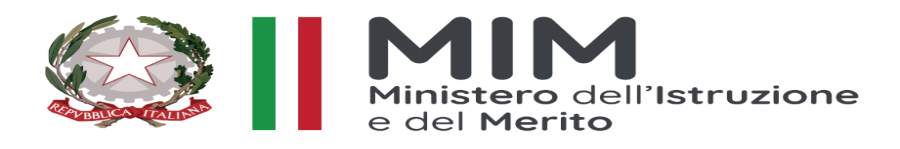 REPVBBLICA ITALIANA
MIM
Ministero dell'Istruzione
e del Merito